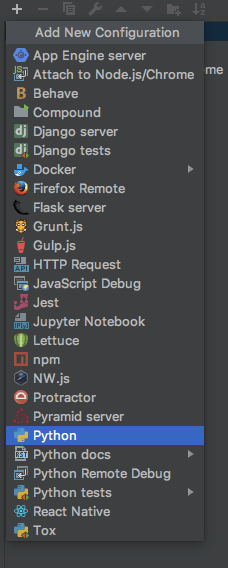 Add New Configuration
App Engine server
Attach to Node.js/Chrome
Behave
Compound
Django server
Django tests
Docker
Firefox Remote
Flask server
Grunt.js
Gulp.js
HTTP Request
JavaScript Debug
Jest
Jupyter Notebook
Lettuce
npm
NW.js
Protractor
Pyramid server
Python
Python docs
Python Remote Debug
Python tests
React Native
Tox
me